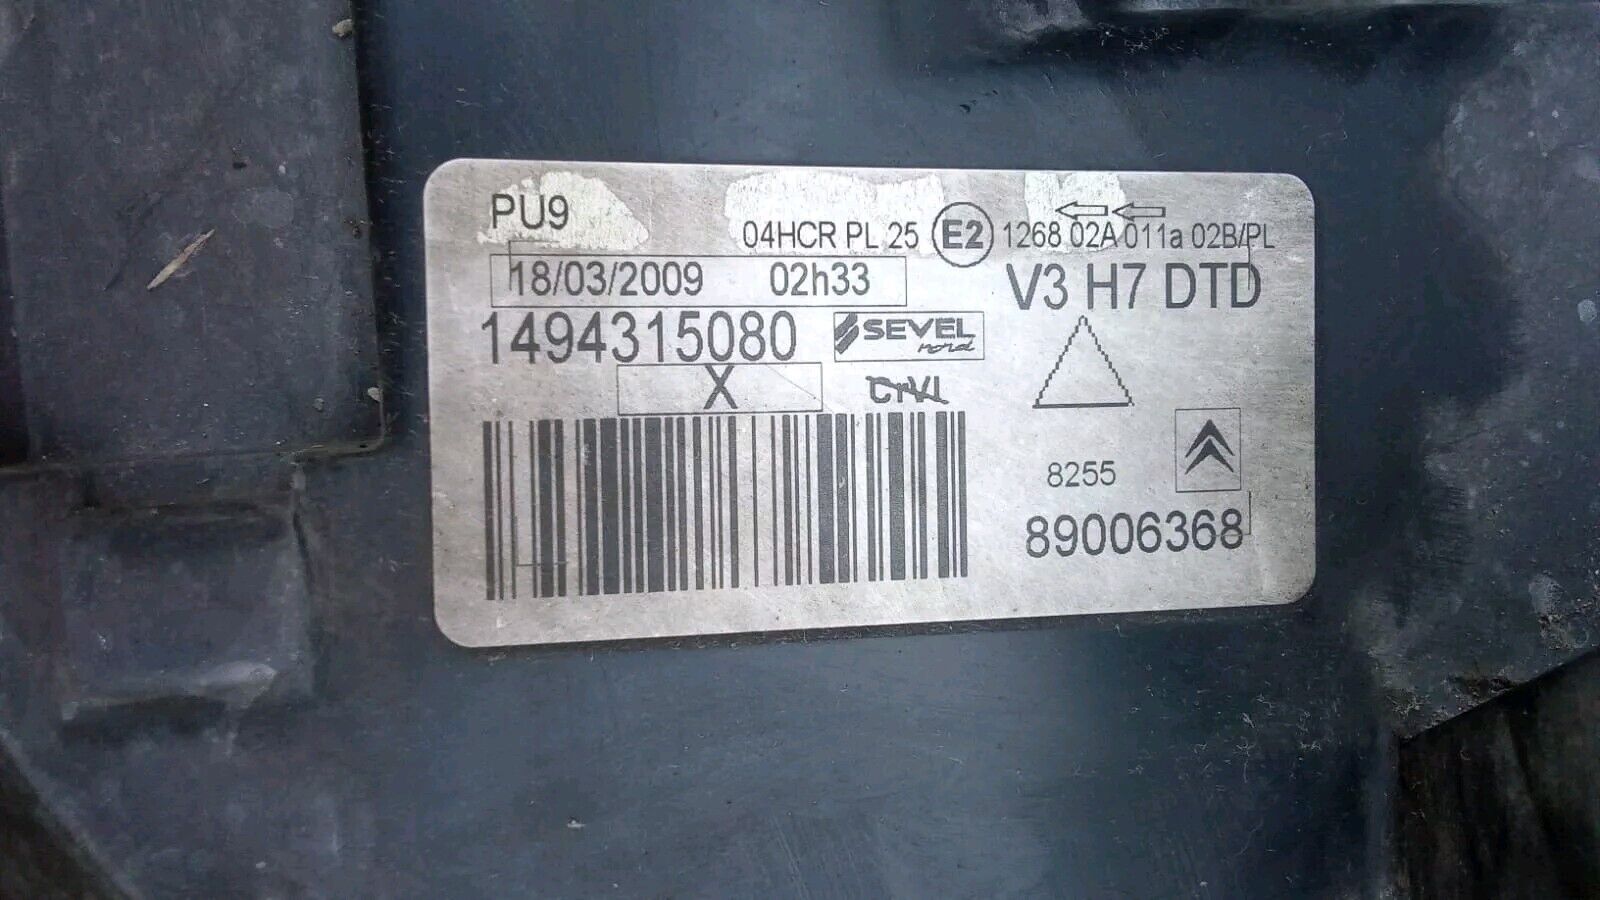 PU9
04HCR PL 25 E2 1268 02A 011a 02B/PL
18/03/2009 02h33
V3 H7 DTD
1494315080
SEVEL
nord
X
8255
89006368